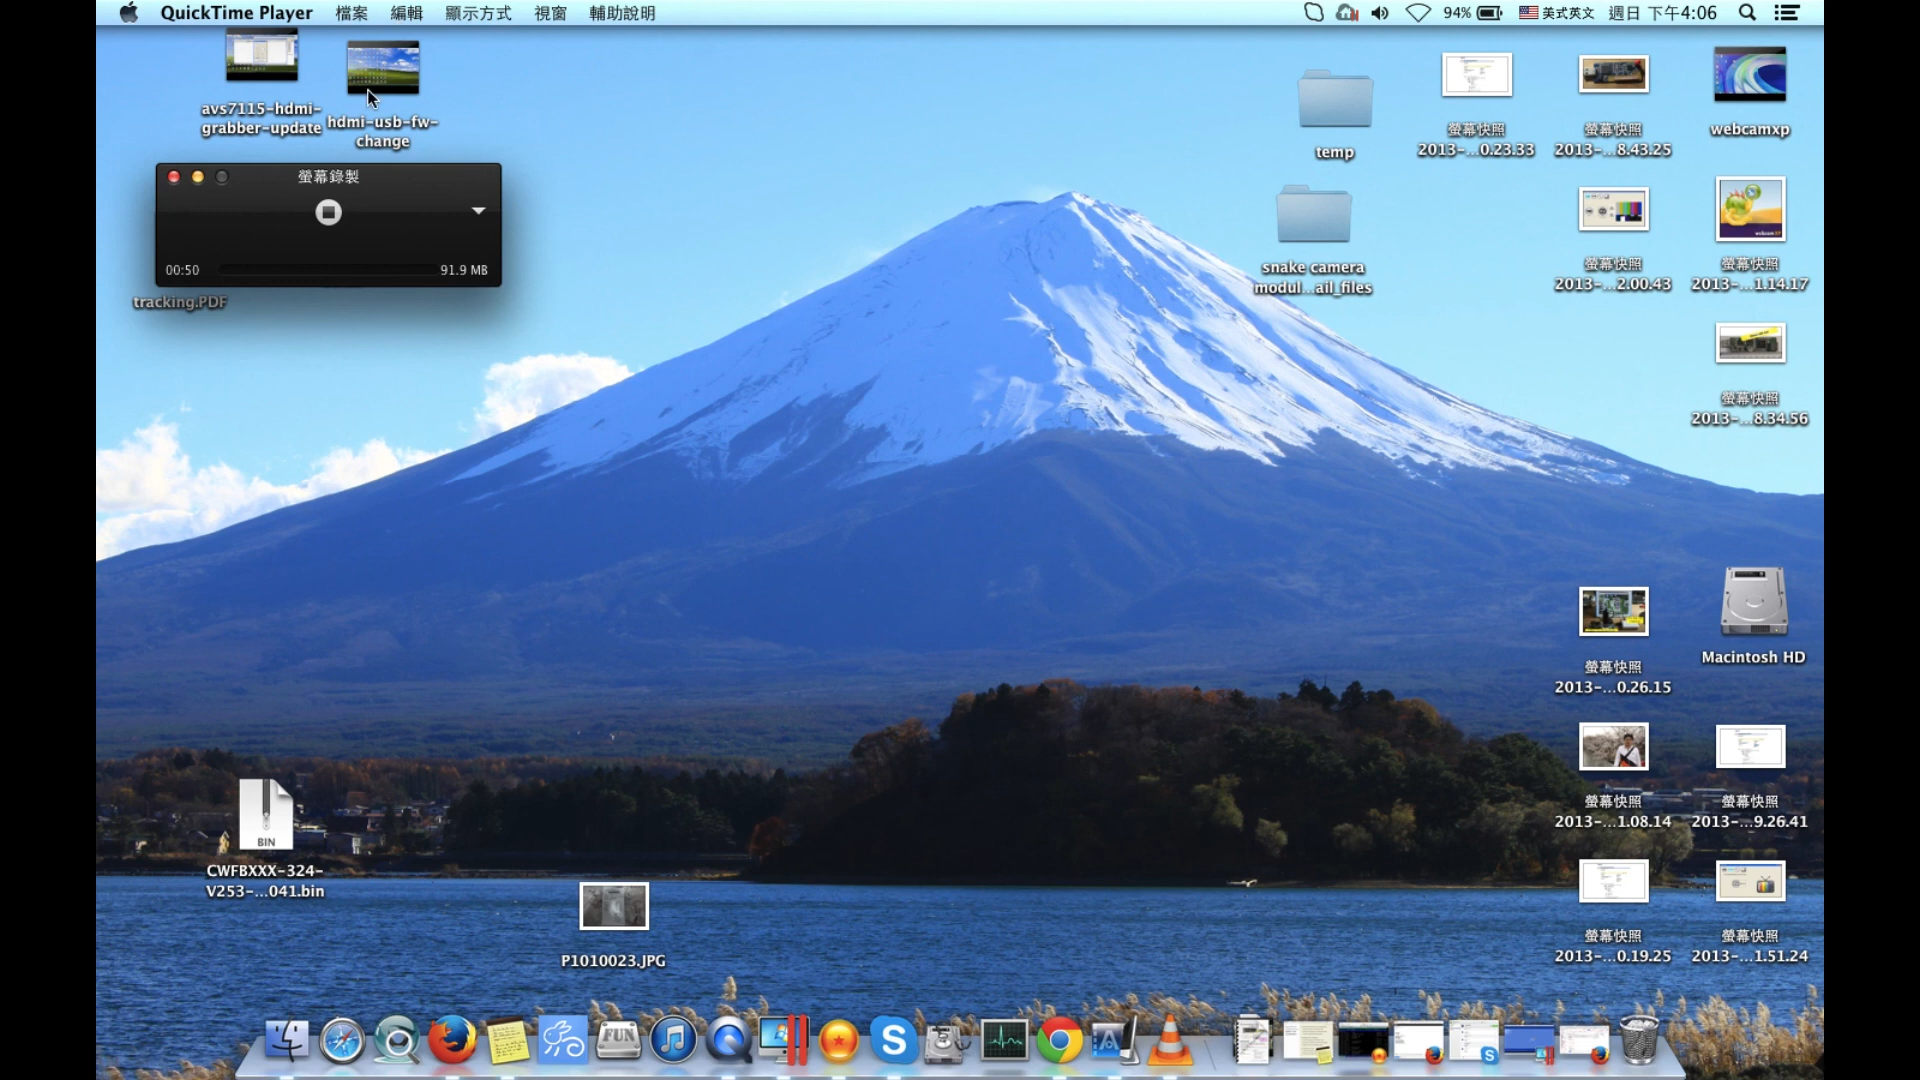 QuickTime Player 檔案 編輯 顯示方式 視窗 輔助說明 94% 美式英文 週日 下午4:06
avs7115-hdmi-
grabber-update
hdmi-usb-fw-
change
螢幕錄製
00:50 91.9 MB
tracking.PDF
temp
螢幕快照
2013-...0.23.33
螢幕快照
2013-...8.43.25
webcamxp
snake camera
modul...ail_files
螢幕快照
2013-...2.00.43
螢幕快照
2013-...1.14.17
螢幕快照
2013-...8.34.56
螢幕快照
2013-...0.26.15
Macintosh HD
螢幕快照
2013-...1.08.14
螢幕快照
2013-...9.26.41
BIN
CWFBXXX-324-
V253-...041.bin
P1010023.JPG
螢幕快照
2013-...0.19.25
螢幕快照
2013-...1.51.24
FUN